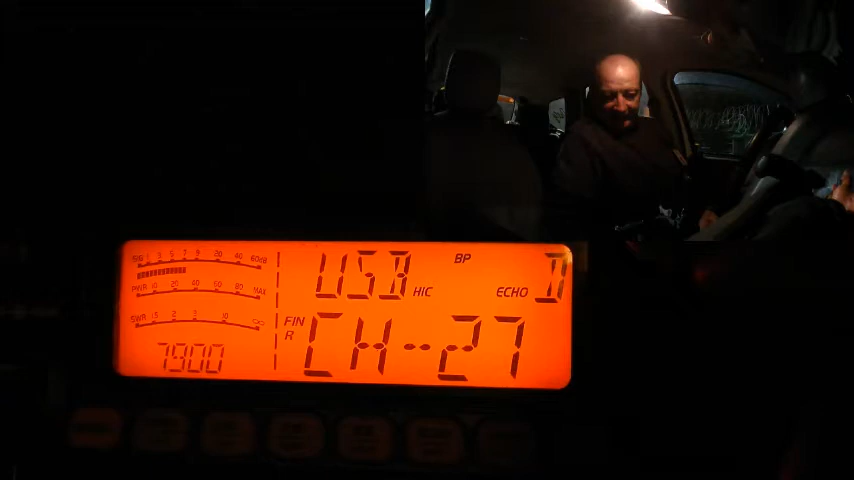 SIG 1 3 5 7 9 20 40 60dB
PWR 10 20 40 60 80 MAX
SWR 1.5 2 3 10 ∞
7900
USB HIC BP ECHO D
FIN R CH--27